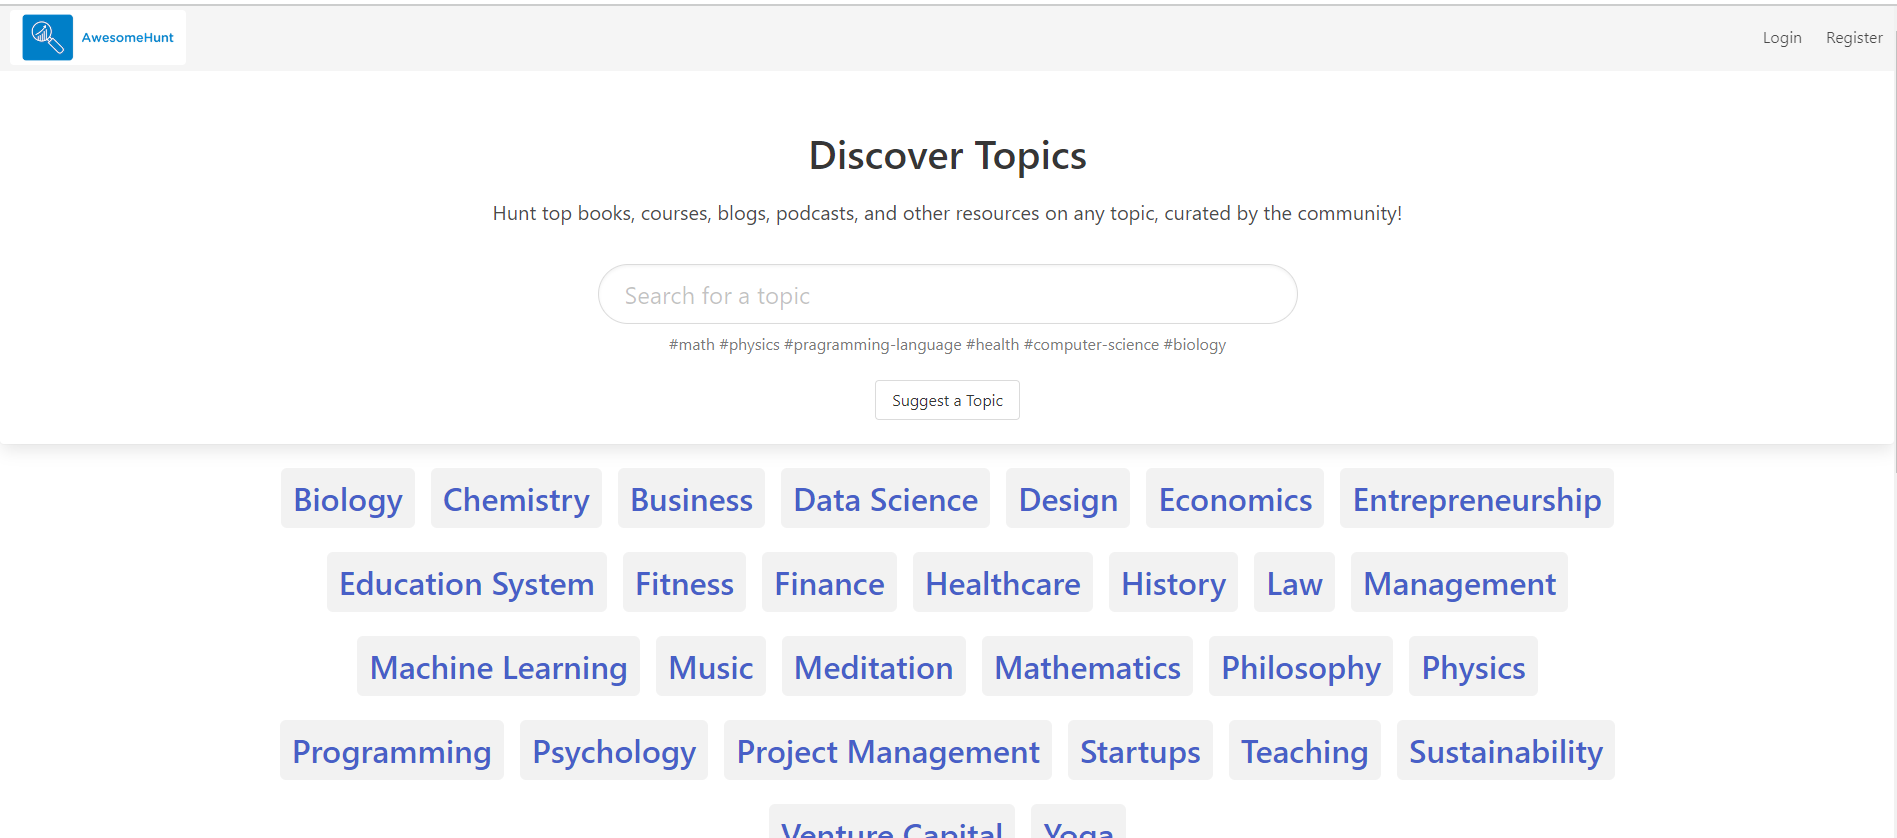 AwesomeHunt
Login Register
Discover Topics
Hunt top books, courses, blogs, podcasts, and other resources on any topic, curated by the community!
Search for a topic
#math #physics #pragramming-language #health #computer-science #biology
Suggest a Topic
Biology Chemistry Business Data Science Design Economics Entrepreneurship
Education System Fitness Finance Healthcare History Law Management
Machine Learning Music Meditation Mathematics Philosophy Physics
Programming Psychology Project Management Startups Teaching Sustainability
Venture Capital Yoga